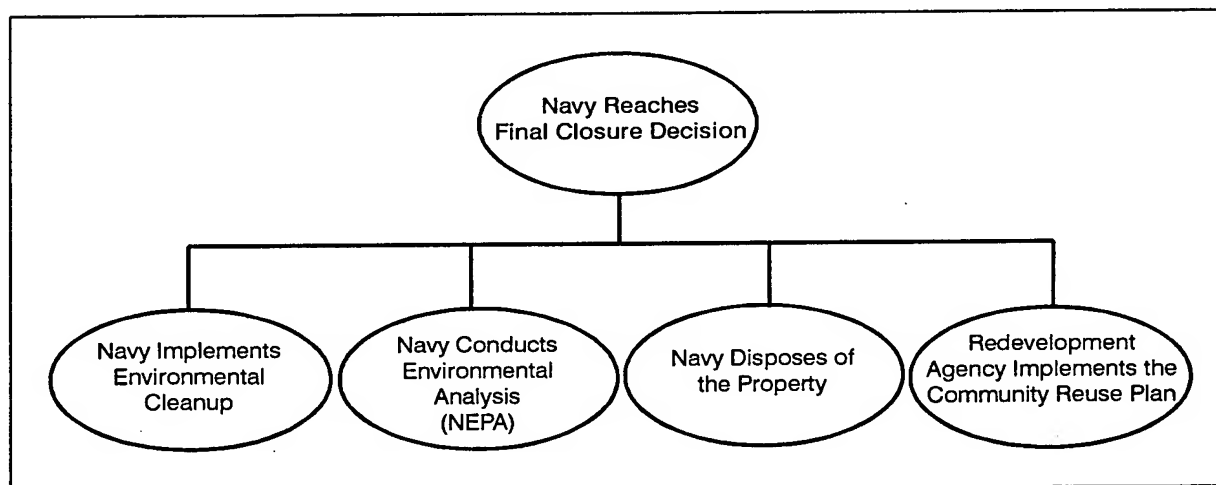 Navy Reaches
Final Closure Decision
Navy Implements
Environmental
Cleanup
Navy Conducts
Environmental
Analysis
(NEPA)
Navy Disposes of
the Property
Redevelopment
Agency Implements the
Community Reuse Plan